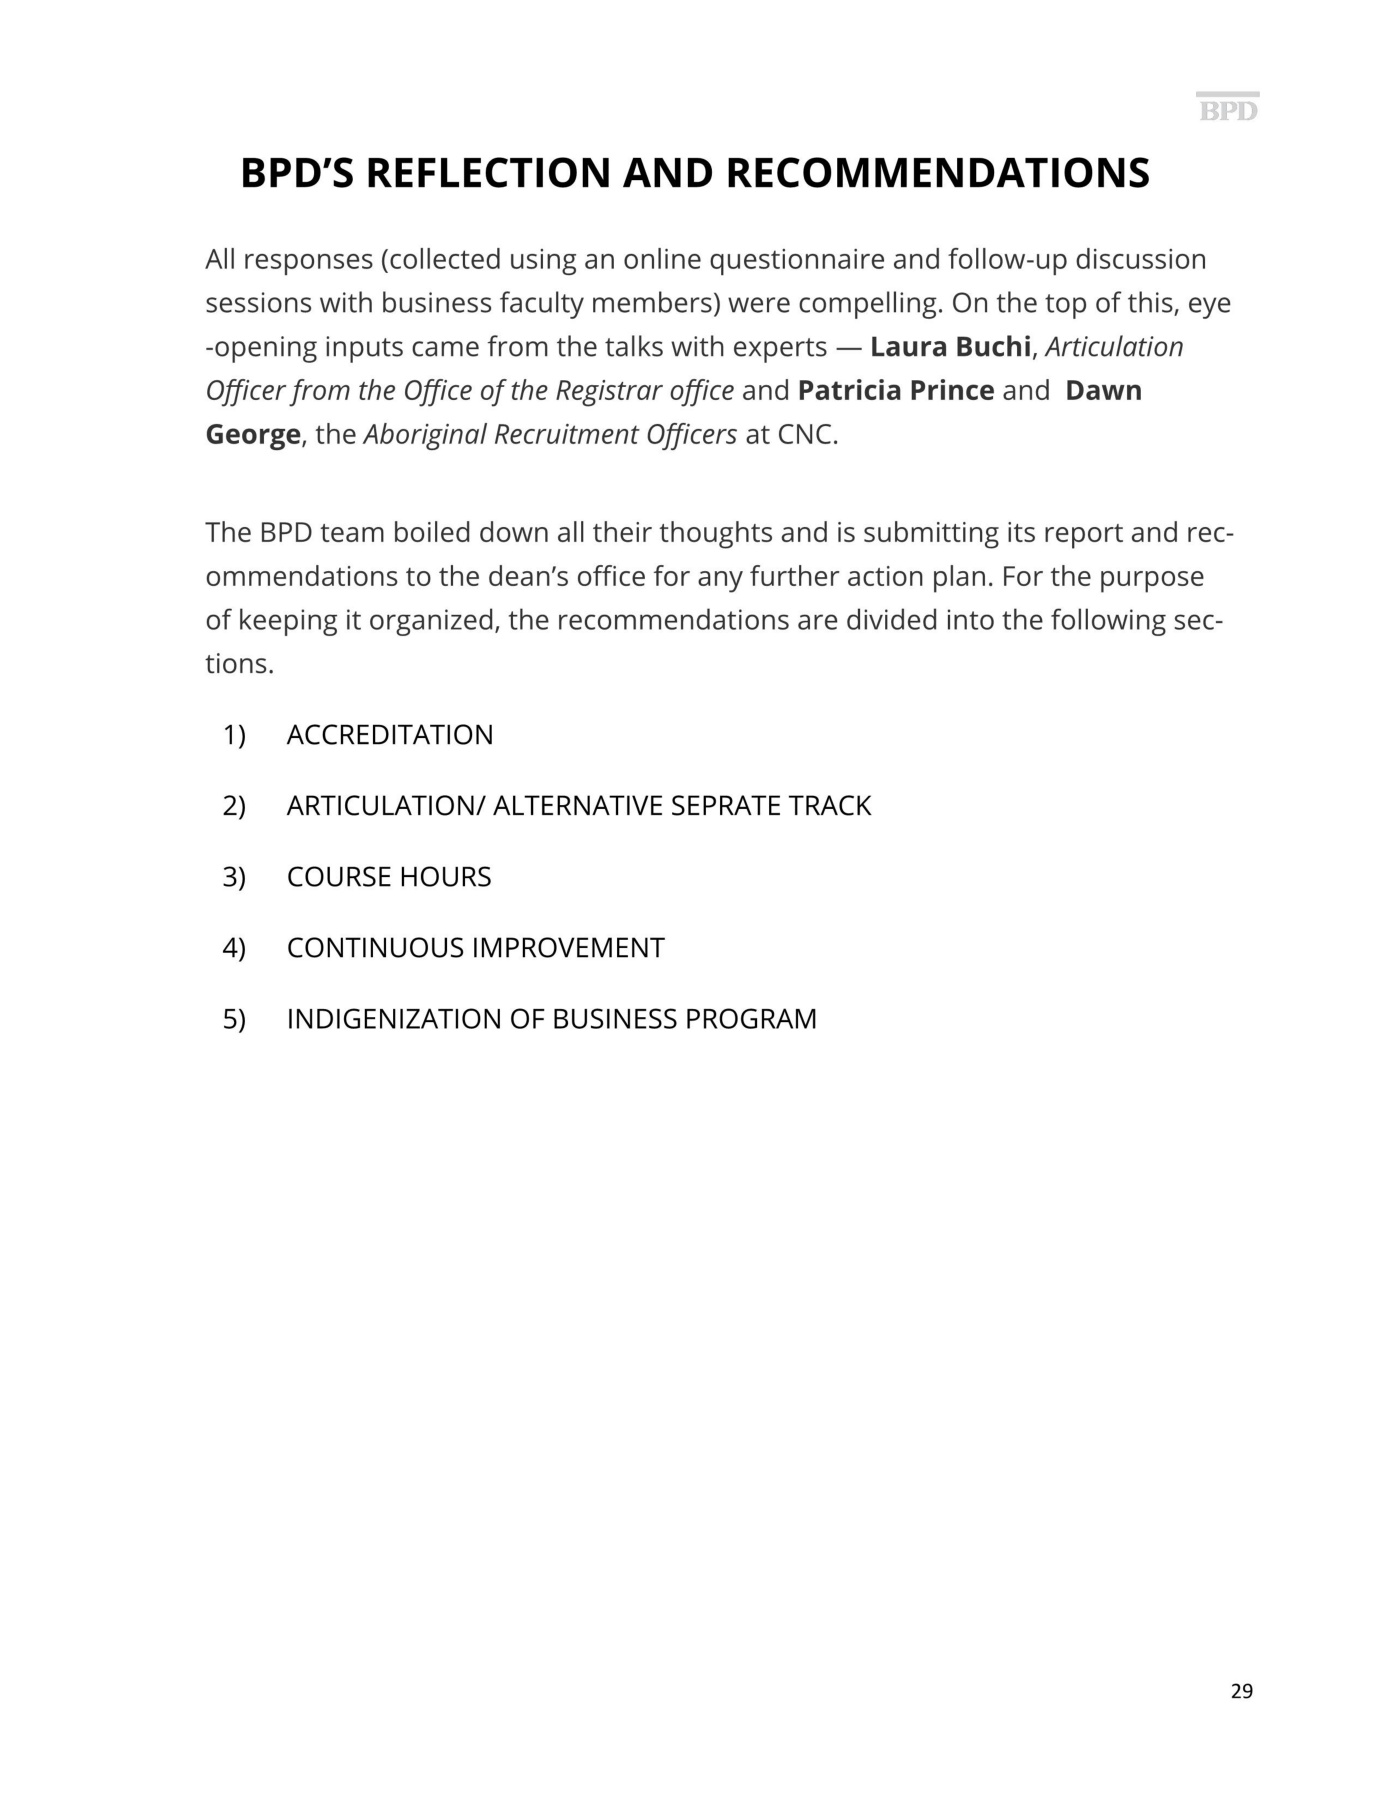 BPD
BPD’S REFLECTION AND RECOMMENDATIONS
All responses (collected using an online questionnaire and follow-up discussion
sessions with business faculty members) were compelling. On the top of this, eye
-opening inputs came from the talks with experts — Laura Buchi, Articulation
Officer from the Office of the Registrar office and Patricia Prince and  Dawn
George, the Aboriginal Recruitment Officers at CNC.
The BPD team boiled down all their thoughts and is submitting its report and rec-
ommendations to the dean’s office for any further action plan. For the purpose
of keeping it organized, the recommendations are divided into the following sec-
tions.
1) ACCREDITATION
2) ARTICULATION/ ALTERNATIVE SEPRATE TRACK
3) COURSE HOURS
4) CONTINUOUS IMPROVEMENT
5) INDIGENIZATION OF BUSINESS PROGRAM
29